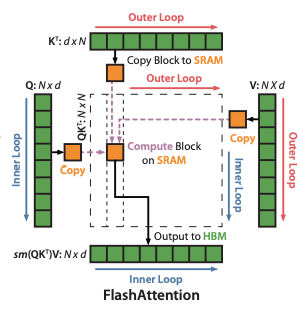 Outer Loop
Kᵀ: d x N
Copy Block to SRAM
Outer Loop
Q: N x d
V: N X d
QKᵀ: N x N
Inner Loop
Copy
Compute Block
on SRAM
Copy
Inner Loop
Outer Loop
Output to HBM
sm(QKᵀ)V: N x d
Inner Loop
FlashAttention